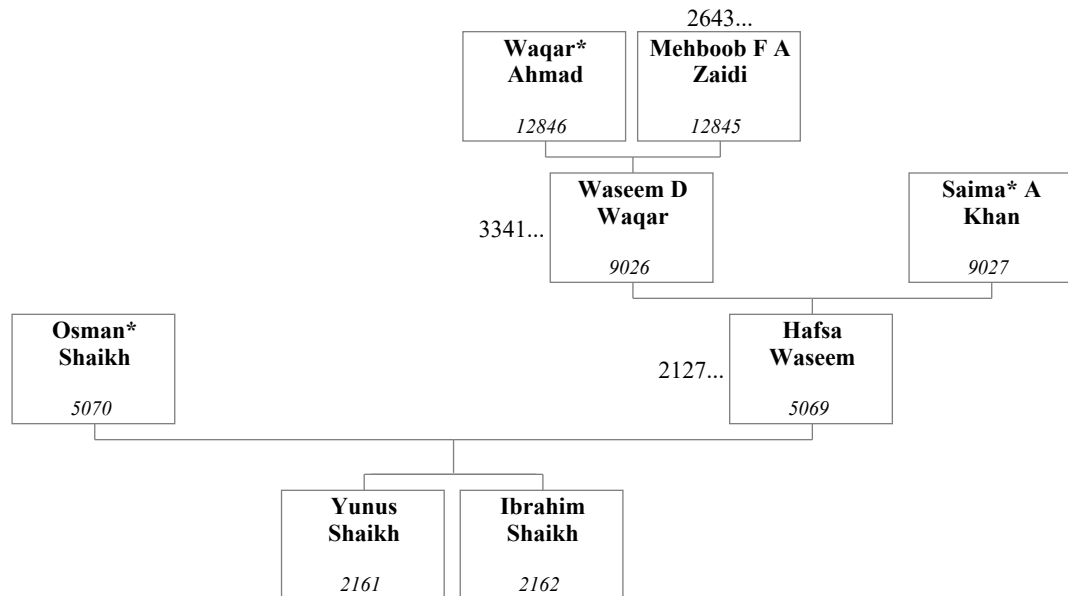 2643...
Waqar*
Ahmad
12846
Mehboob F A
Zaidi
12845
3341...
Waseem D
Waqar
9026
Saima* A
Khan
9027
Osman*
Shaikh
5070
2127...
Hafsa
Waseem
5069
Yunus
Shaikh
2161
Ibrahim
Shaikh
2162